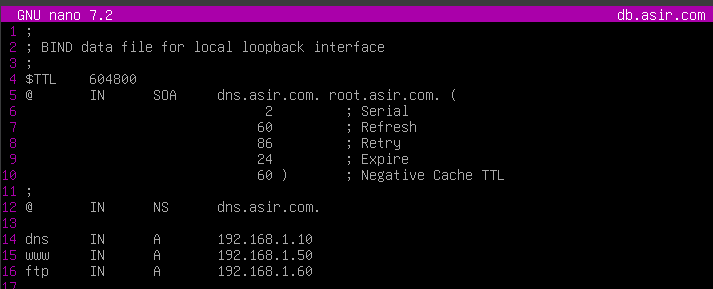 GNU nano 7.2 db.asir.com
1 ;
2 ; BIND data file for local loopback interface
3 ;
4 $TTL 604800
5 @ IN SOA dns.asir.com. root.asir.com. (
6 2 ; Serial
7 60 ; Refresh
8 86 ; Retry
9 24 ; Expire
10 60 ) ; Negative Cache TTL
11 ;
12 @ IN NS dns.asir.com.
13
14 dns IN A 192.168.1.10
15 www IN A 192.168.1.50
16 ftp IN A 192.168.1.60
17